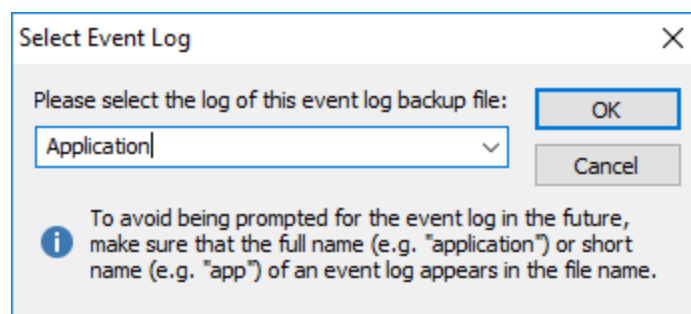 Select Event Log
Please select the log of this event log backup file:
OK
Application
Cancel
To avoid being prompted for the event log in the future,
make sure that the full name (e.g. "application") or short
name (e.g. "app") of an event log appears in the file name.